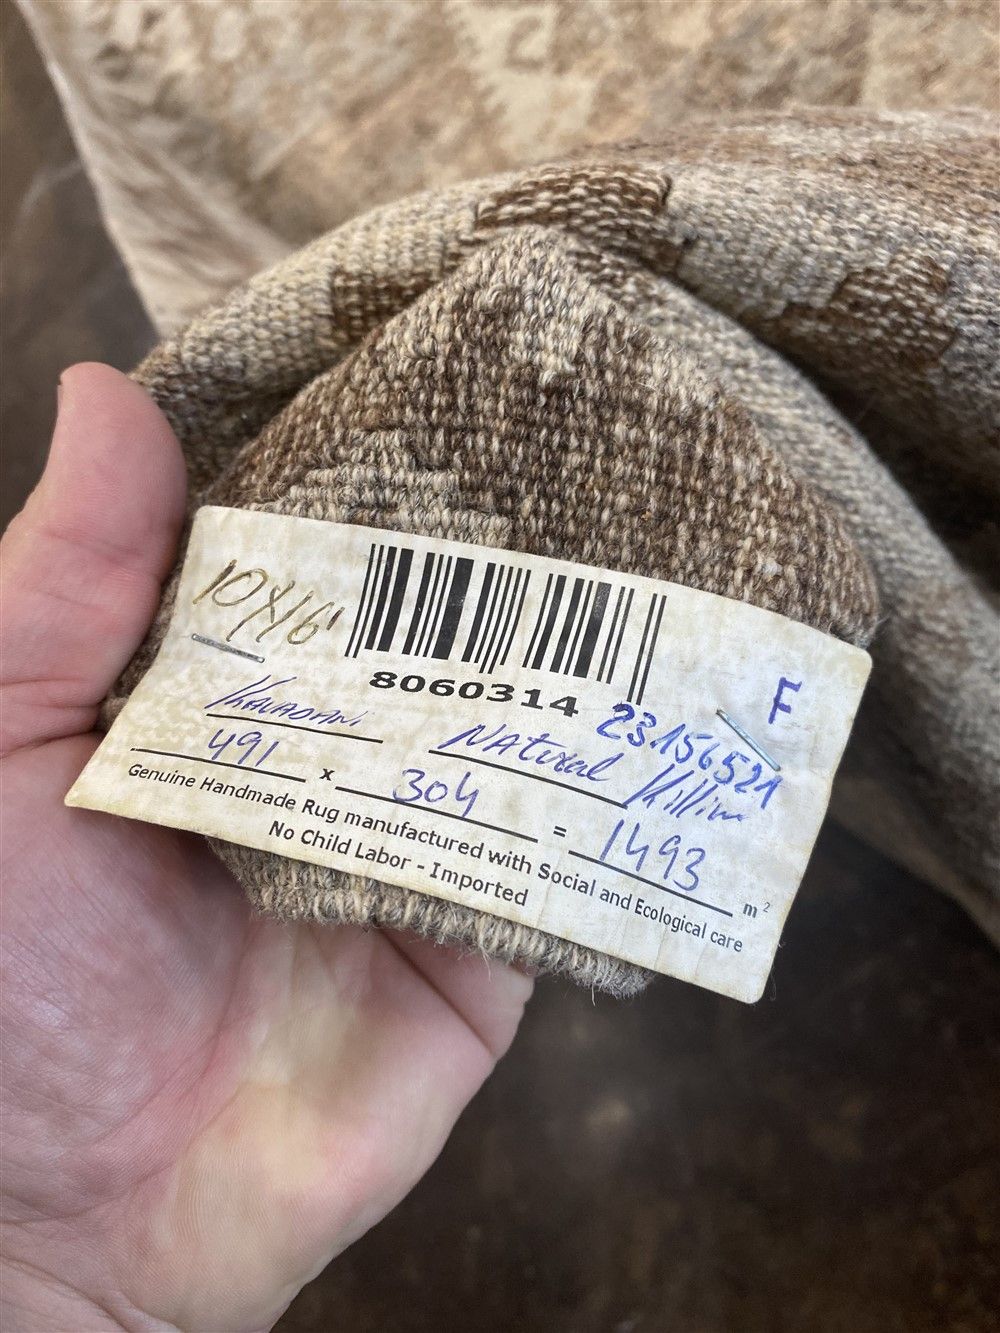 10X16'
8060314
F
23.156521
Natural Killim
491 x 304 = 1493 m²
Genuine Handmade Rug manufactured with Social and Ecological care
No Child Labor - Imported